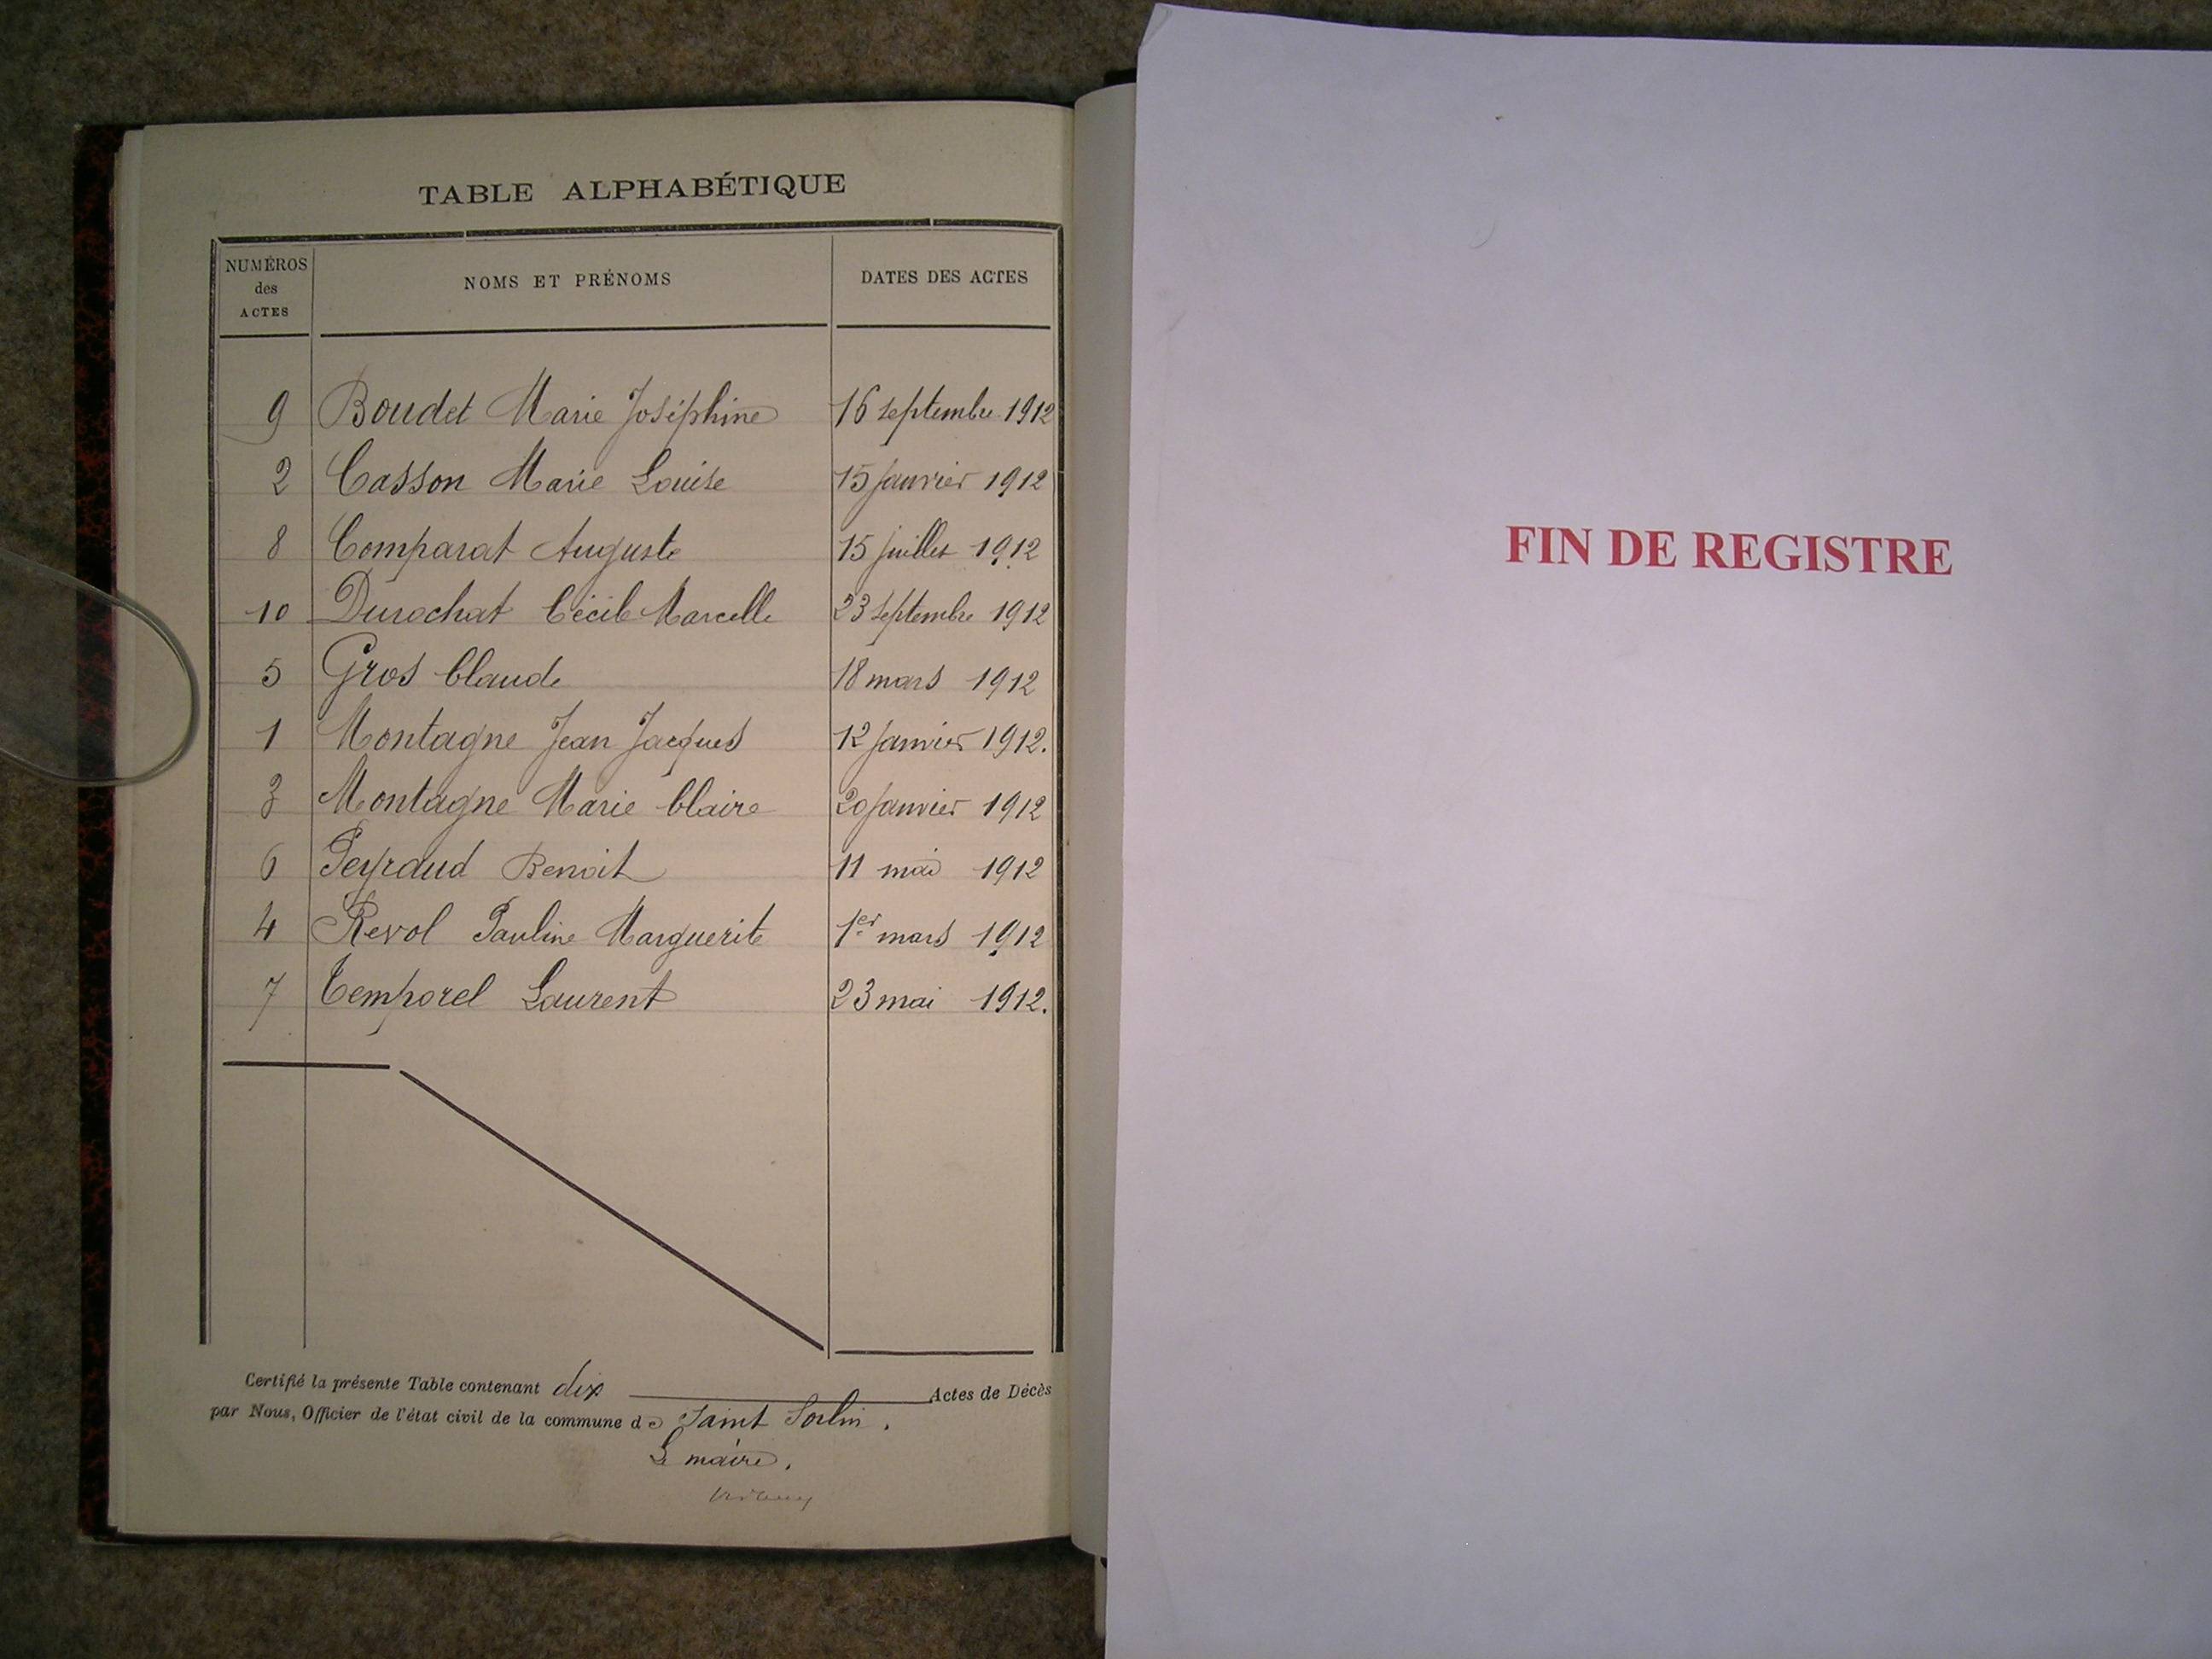 TABLE ALPHABÉTIQUE
NUMÉROS des ACTES NOMS ET PRÉNOMS DATES DES ACTES
9 Boudet Marie Joséphine 16 septembre 1912
2 Casson Marie Louise 15 janvier 1912
8 Comparat Auguste 15 juillet 1912
10 Durochat Cécile Marcelle 23 septembre 1912
5 Gros Claude 18 mars 1912
1 Montagne Jean Jacques 12 janvier 1912.
3 Montagne Marie Claire 20 janvier 1912
6 Peyraud Benoit 11 mai 1912
4 Revol Pauline Marguerite 1er mars 1912
7 Temporel Laurent 23 mai 1912.
Certifié la présente Table contenant dix Actes de Décès
par Nous, Officier de l'état civil de la commune de Saint Sorlin.
Le maire.
FIN DE REGISTRE